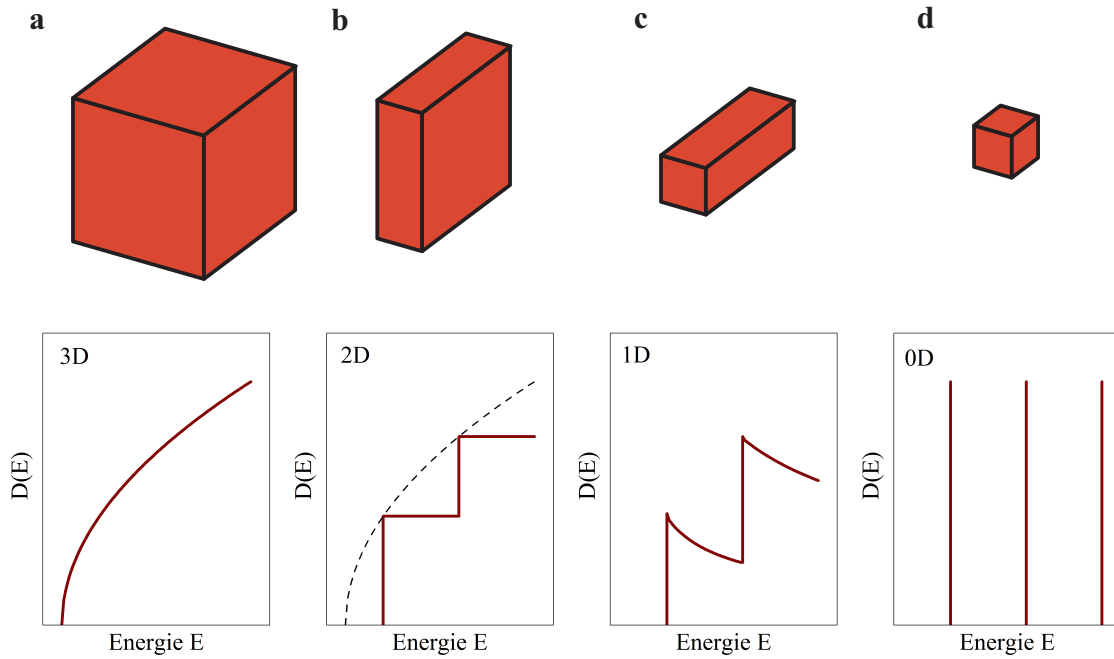 a
b
c
d
3D
D(E)
Energie E
2D
D(E)
Energie E
1D
D(E)
Energie E
0D
D(E)
Energie E